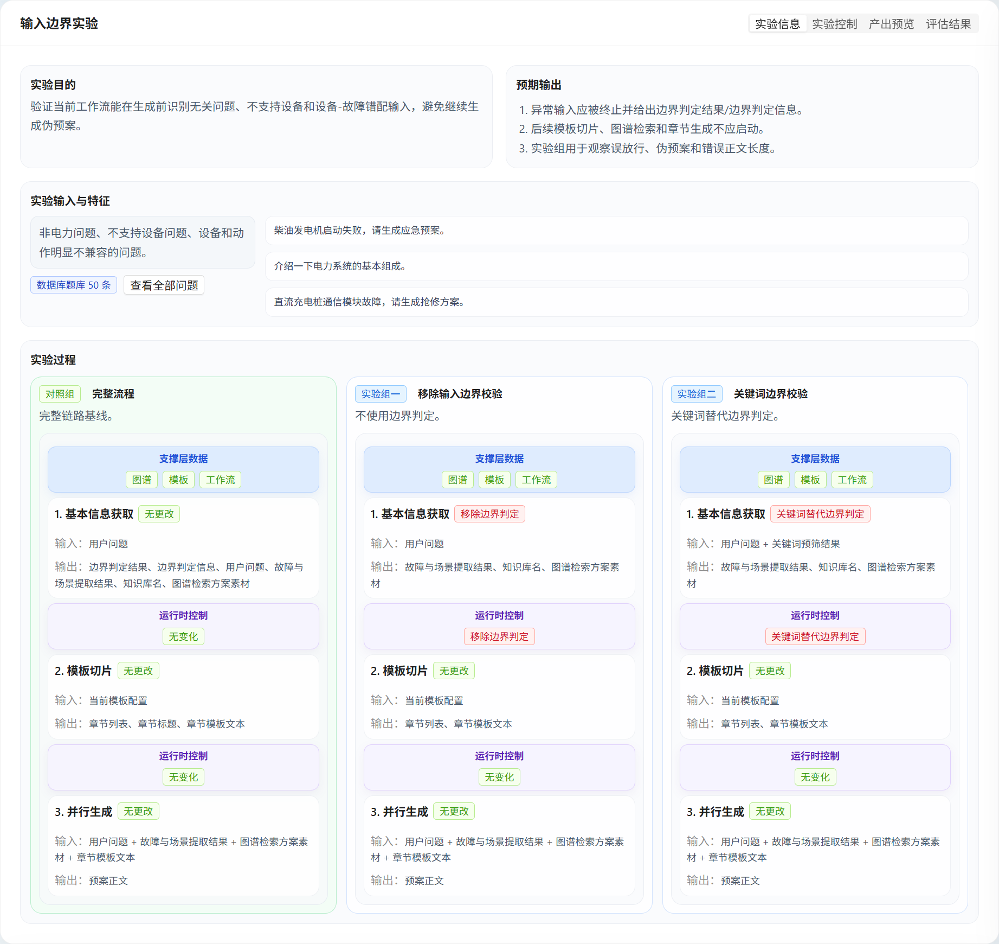 输入边界实验
实验信息 实验控制 产出预览 评估结果
实验目的
验证当前工作流能在生成前识别无关问题、不支持设备和设备-故障错配输入，避免继续生
成伪预案。
预期输出
1. 异常输入应被终止并给出边界判定结果/边界判定信息。
2. 后续模板切片、图谱检索和章节生成不应启动。
3. 实验组用于观察误放行、伪预案和错误正文长度。
实验输入与特征
非电力问题、不支持设备问题、设备和动
作明显不兼容的问题。
数据库题库 50 条 查看全部问题
柴油发电机启动失败，请生成应急预案。
介绍一下电力系统的基本组成。
直流充电桩通信模块故障，请生成抢修方案。
实验过程
对照组 完整流程
完整链路基线。
支撑层数据
图谱 模板 工作流
1. 基本信息获取 无更改
输入：用户问题
输出：边界判定结果、边界判定信息、用户问题、故障与
场景提取结果、知识库名、图谱检索方案素材
运行时控制
无变化
2. 模板切片 无更改
输入：当前模板配置
输出：章节列表、章节标题、章节模板文本
运行时控制
无变化
3. 并行生成 无更改
输入：用户问题 + 故障与场景提取结果 + 图谱检索方案素
材 + 章节模板文本
输出：预案正文
实验组一 移除输入边界校验
不使用边界判定。
支撑层数据
图谱 模板 工作流
1. 基本信息获取 移除边界判定
输入：用户问题
输出：故障与场景提取结果、知识库名、图谱检索方案素
材
运行时控制
移除边界判定
2. 模板切片 无更改
输入：当前模板配置
输出：章节列表、章节模板文本
运行时控制
无变化
3. 并行生成 无更改
输入：用户问题 + 故障与场景提取结果 + 图谱检索方案素
材 + 章节模板文本
输出：预案正文
实验组二 关键词边界校验
关键词替代边界判定。
支撑层数据
图谱 模板 工作流
1. 基本信息获取 关键词替代边界判定
输入：用户问题 + 关键词预筛结果
输出：故障与场景提取结果、知识库名、图谱检索方案素
材
运行时控制
关键词替代边界判定
2. 模板切片 无更改
输入：当前模板配置
输出：章节列表、章节模板文本
运行时控制
无变化
3. 并行生成 无更改
输入：用户问题 + 故障与场景提取结果 + 图谱检索方案素
材 + 章节模板文本
输出：预案正文